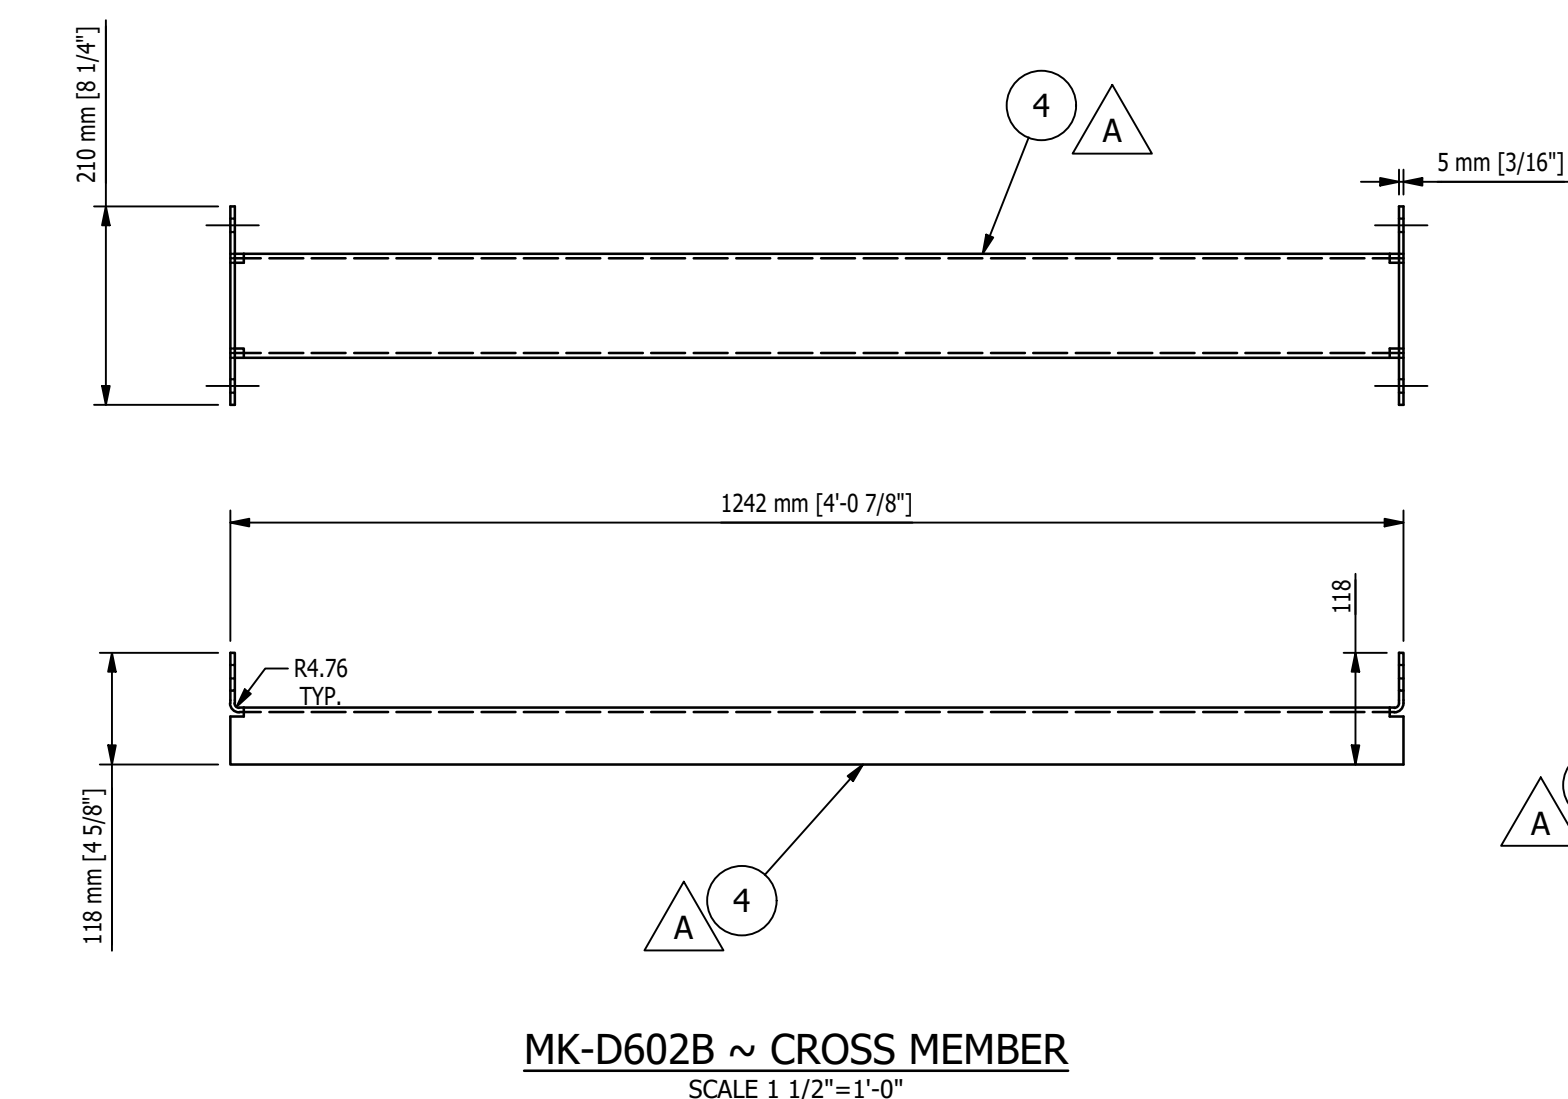 210 mm [8 1/4"]
4
A
5 mm [3/16"]
1242 mm [4'-0 7/8"]
118
R4.76
TYP.
118 mm [4 5/8"]
A
A
4
MK-D602B ~ CROSS MEMBER
SCALE 1 1/2"=1'-0"